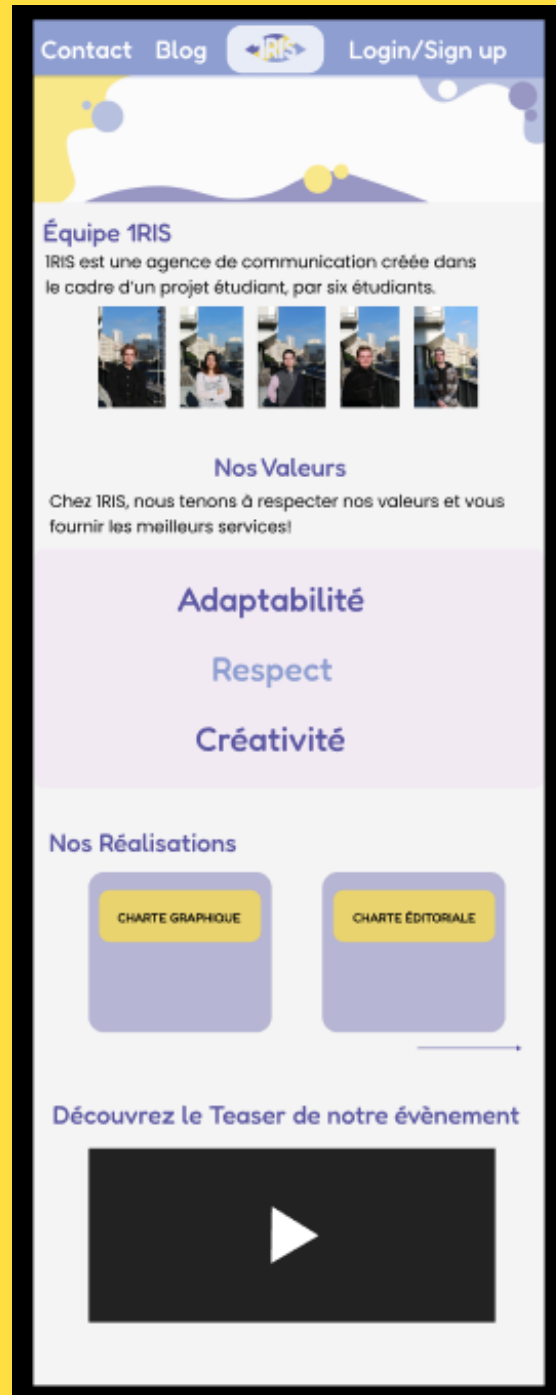 Contact Blog 1RIS Login/Sign up
Équipe 1RIS
1RIS est une agence de communication créée dans
le cadre d'un projet étudiant, par six étudiants.
Nos Valeurs
Chez 1RIS, nous tenons à respecter nos valeurs et vous
fournir les meilleurs services!
Adaptabilité
Respect
Créativité
Nos Réalisations
CHARTE GRAPHIQUE CHARTE ÉDITORIALE
Découvrez le Teaser de notre évènement